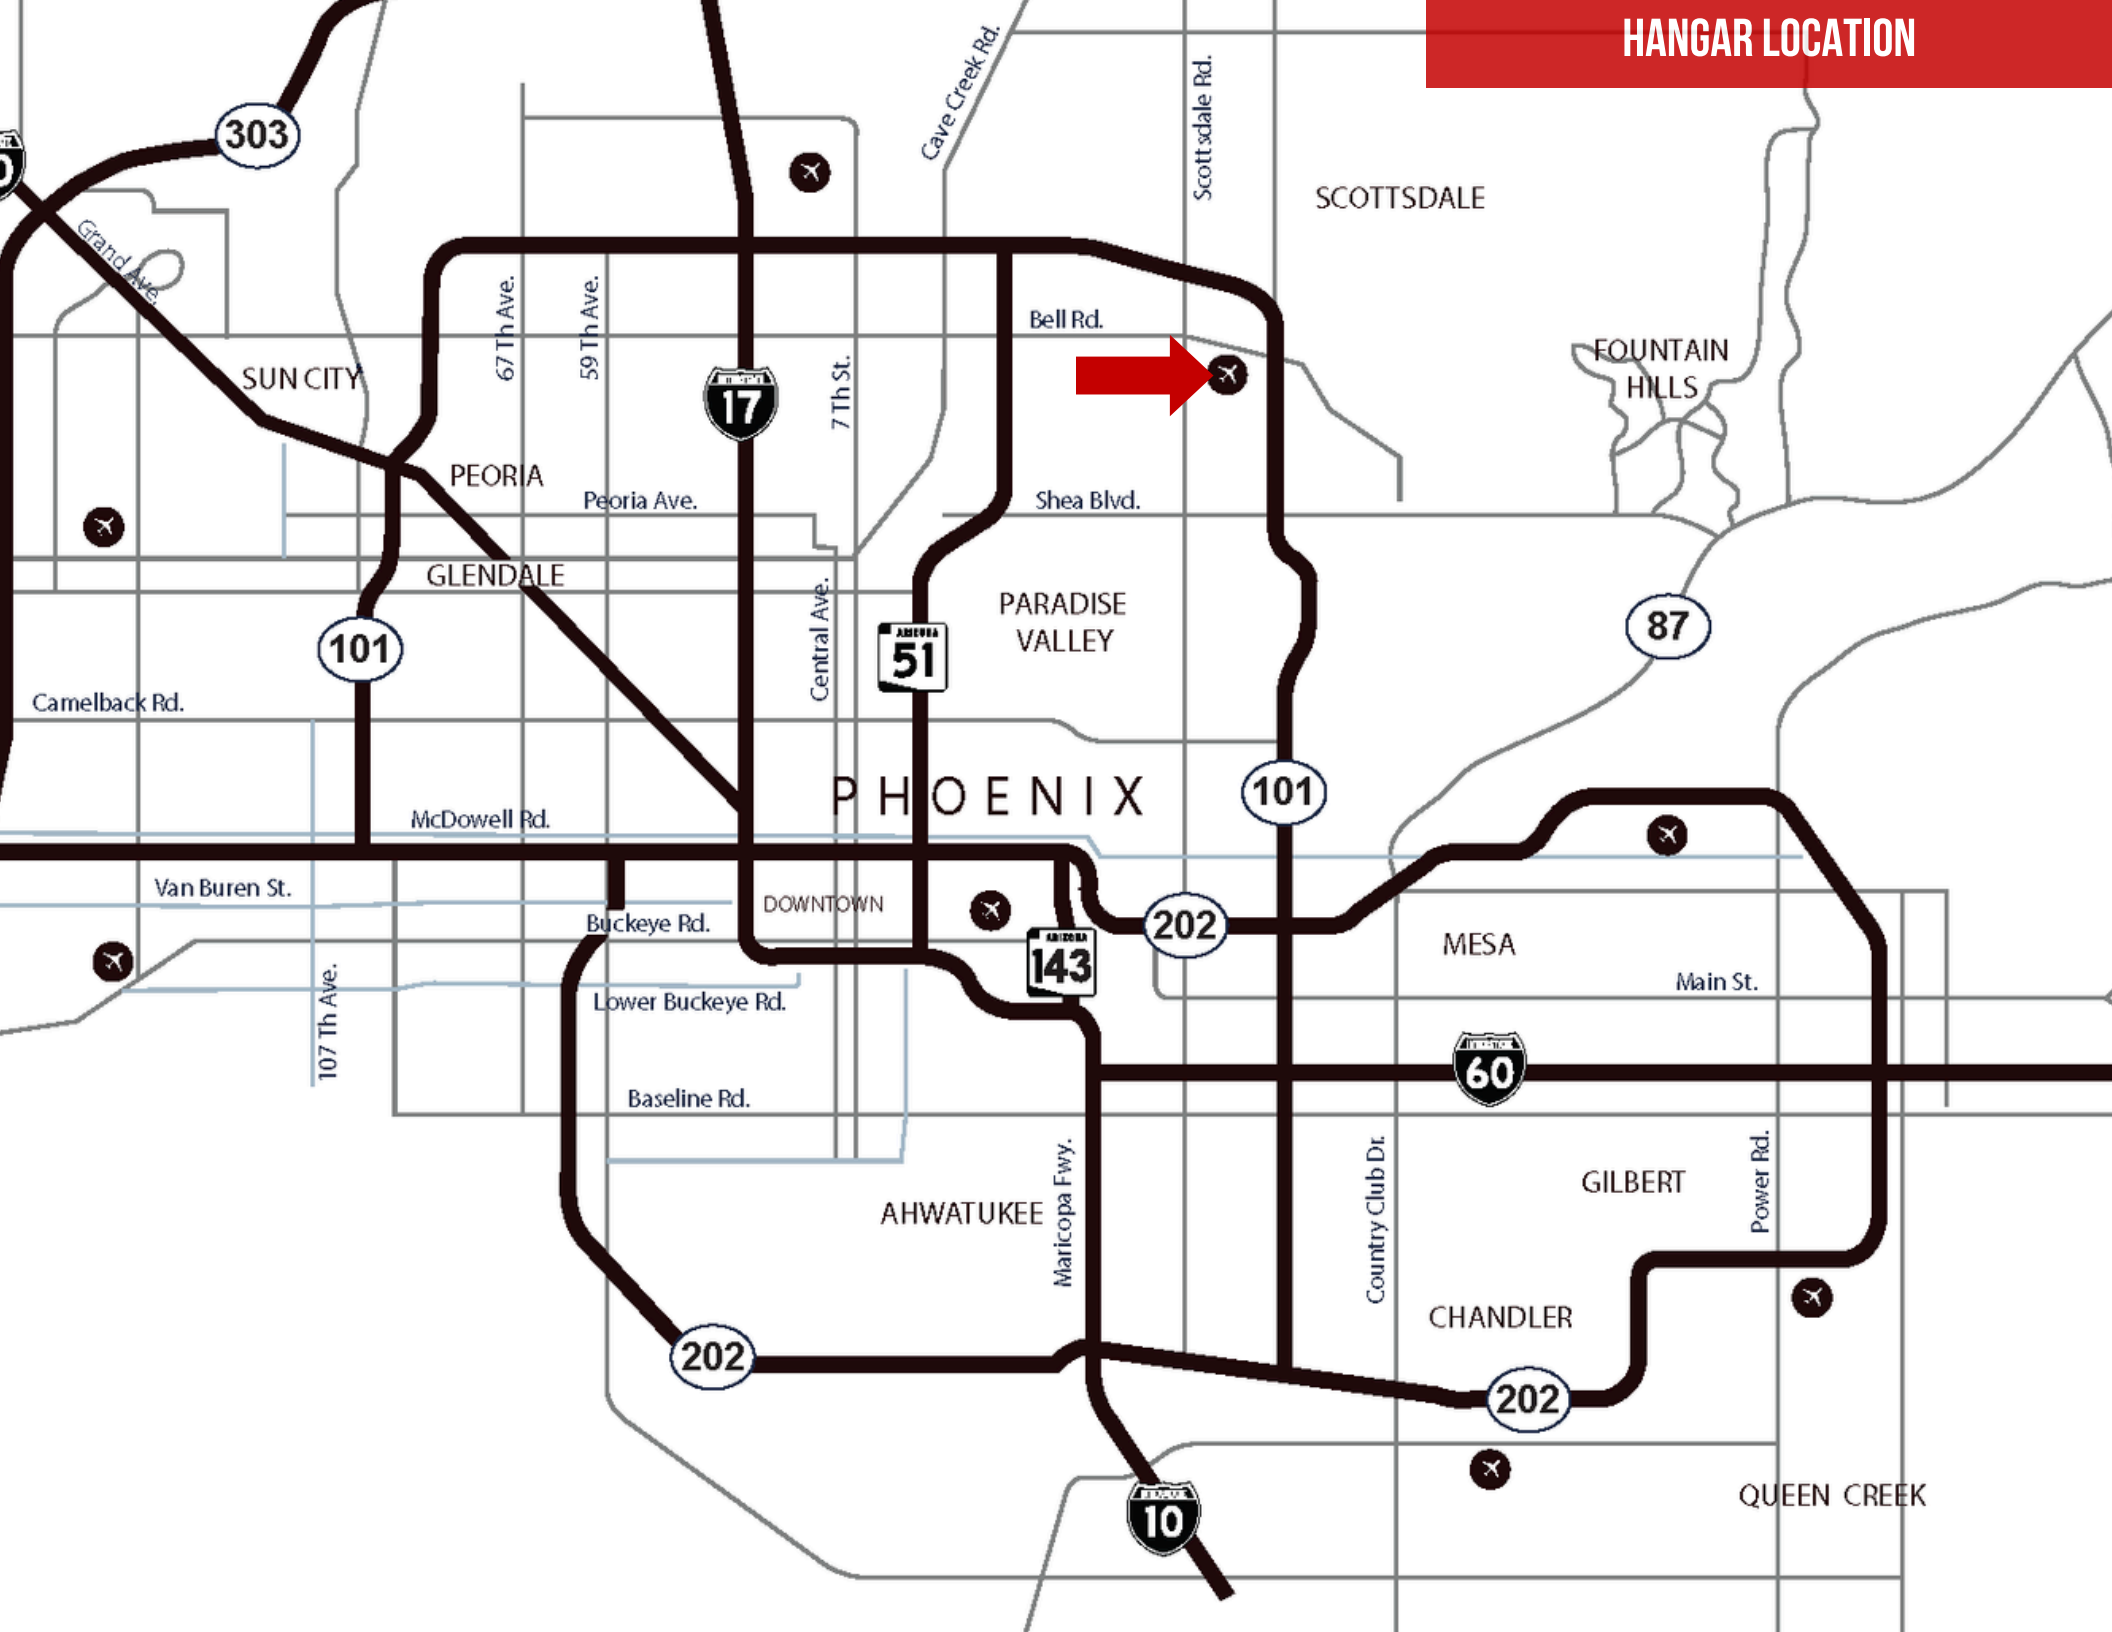 HANGAR LOCATION
303
Cave Creek Rd.
Scottsdale Rd.
SCOTTSDALE
Grand Ave.
67 Th Ave.
59 Th Ave.
Bell Rd.
SUN CITY
17
7 Th St.
FOUNTAIN
HILLS
PEORIA
Peoria Ave.
Shea Blvd.
GLENDALE
PARADISE
VALLEY
87
101
Central Ave.
ARIZONA
51
Camelback Rd.
PHOENIX
101
McDowell Rd.
Van Buren St.
DOWNTOWN
Buckeye Rd.
202
ARIZONA
143
MESA
Main St.
107 Th Ave.
Lower Buckeye Rd.
60
Baseline Rd.
Maricopa Fwy.
Country Club Dr.
Power Rd.
AHWATUKEE
GILBERT
CHANDLER
202
202
10
QUEEN CREEK